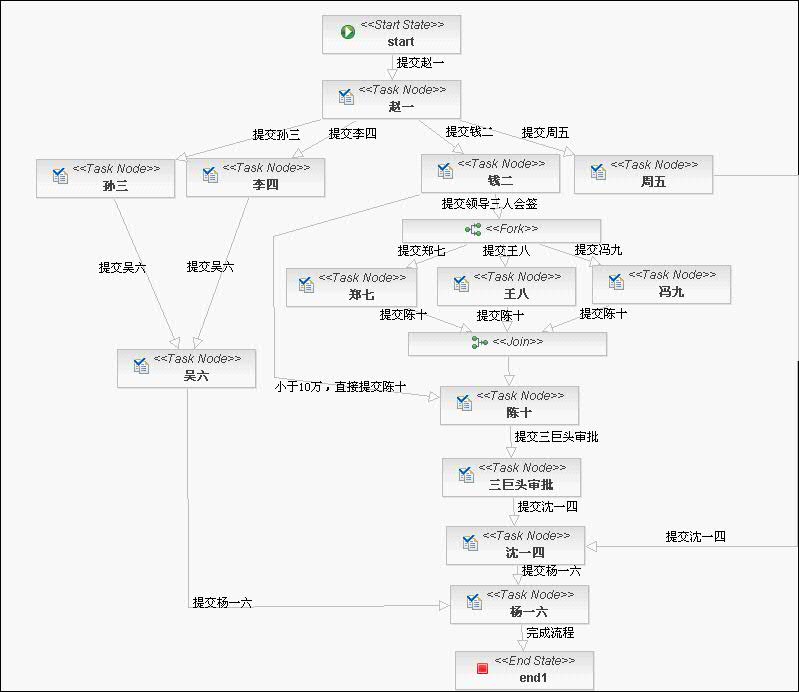 <<Start State>>
start
提交赵一
<<Task Node>>
赵一
提交孙三
提交李四
提交钱二
提交周五
<<Task Node>>
孙三
<<Task Node>>
李四
<<Task Node>>
钱二
<<Task Node>>
周五
提交领导三人会签
<<Fork>>
提交郑七
提交王八
提交冯九
提交吴六
提交吴六
<<Task Node>>
郑七
<<Task Node>>
王八
<<Task Node>>
冯九
提交陈十
提交陈十
提交陈十
<<Join>>
<<Task Node>>
吴六
小于10万，直接提交陈十
<<Task Node>>
陈十
提交三巨头审批
<<Task Node>>
三巨头审批
提交沈一四
<<Task Node>>
沈一四
提交沈一四
提交杨一六
<<Task Node>>
杨一六
提交杨一六
完成流程
<<End State>>
end1